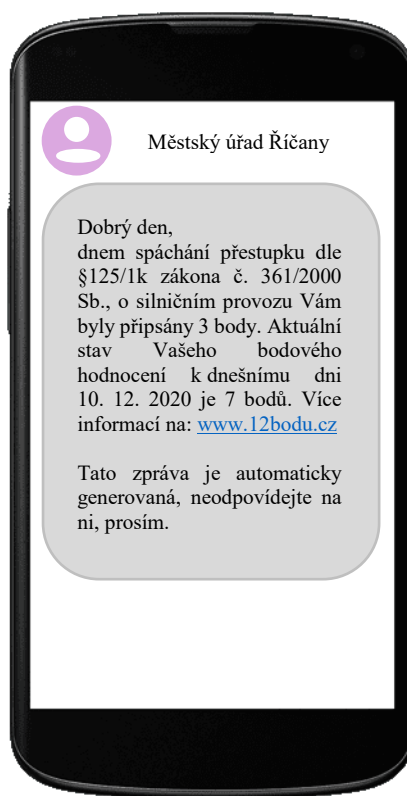 Městský úřad Říčany
Dobrý den,
dnem spáchání přestupku dle
§125/1k zákona č. 361/2000
Sb., o silničním provozu Vám
byly připsány 3 body. Aktuální
stav Vašeho bodového
hodnocení k dnešnímu dni
10. 12. 2020 je 7 bodů. Více
informací na: www.12bodu.cz
Tato zpráva je automaticky
generovaná, neodpovídejte na
ni, prosím.